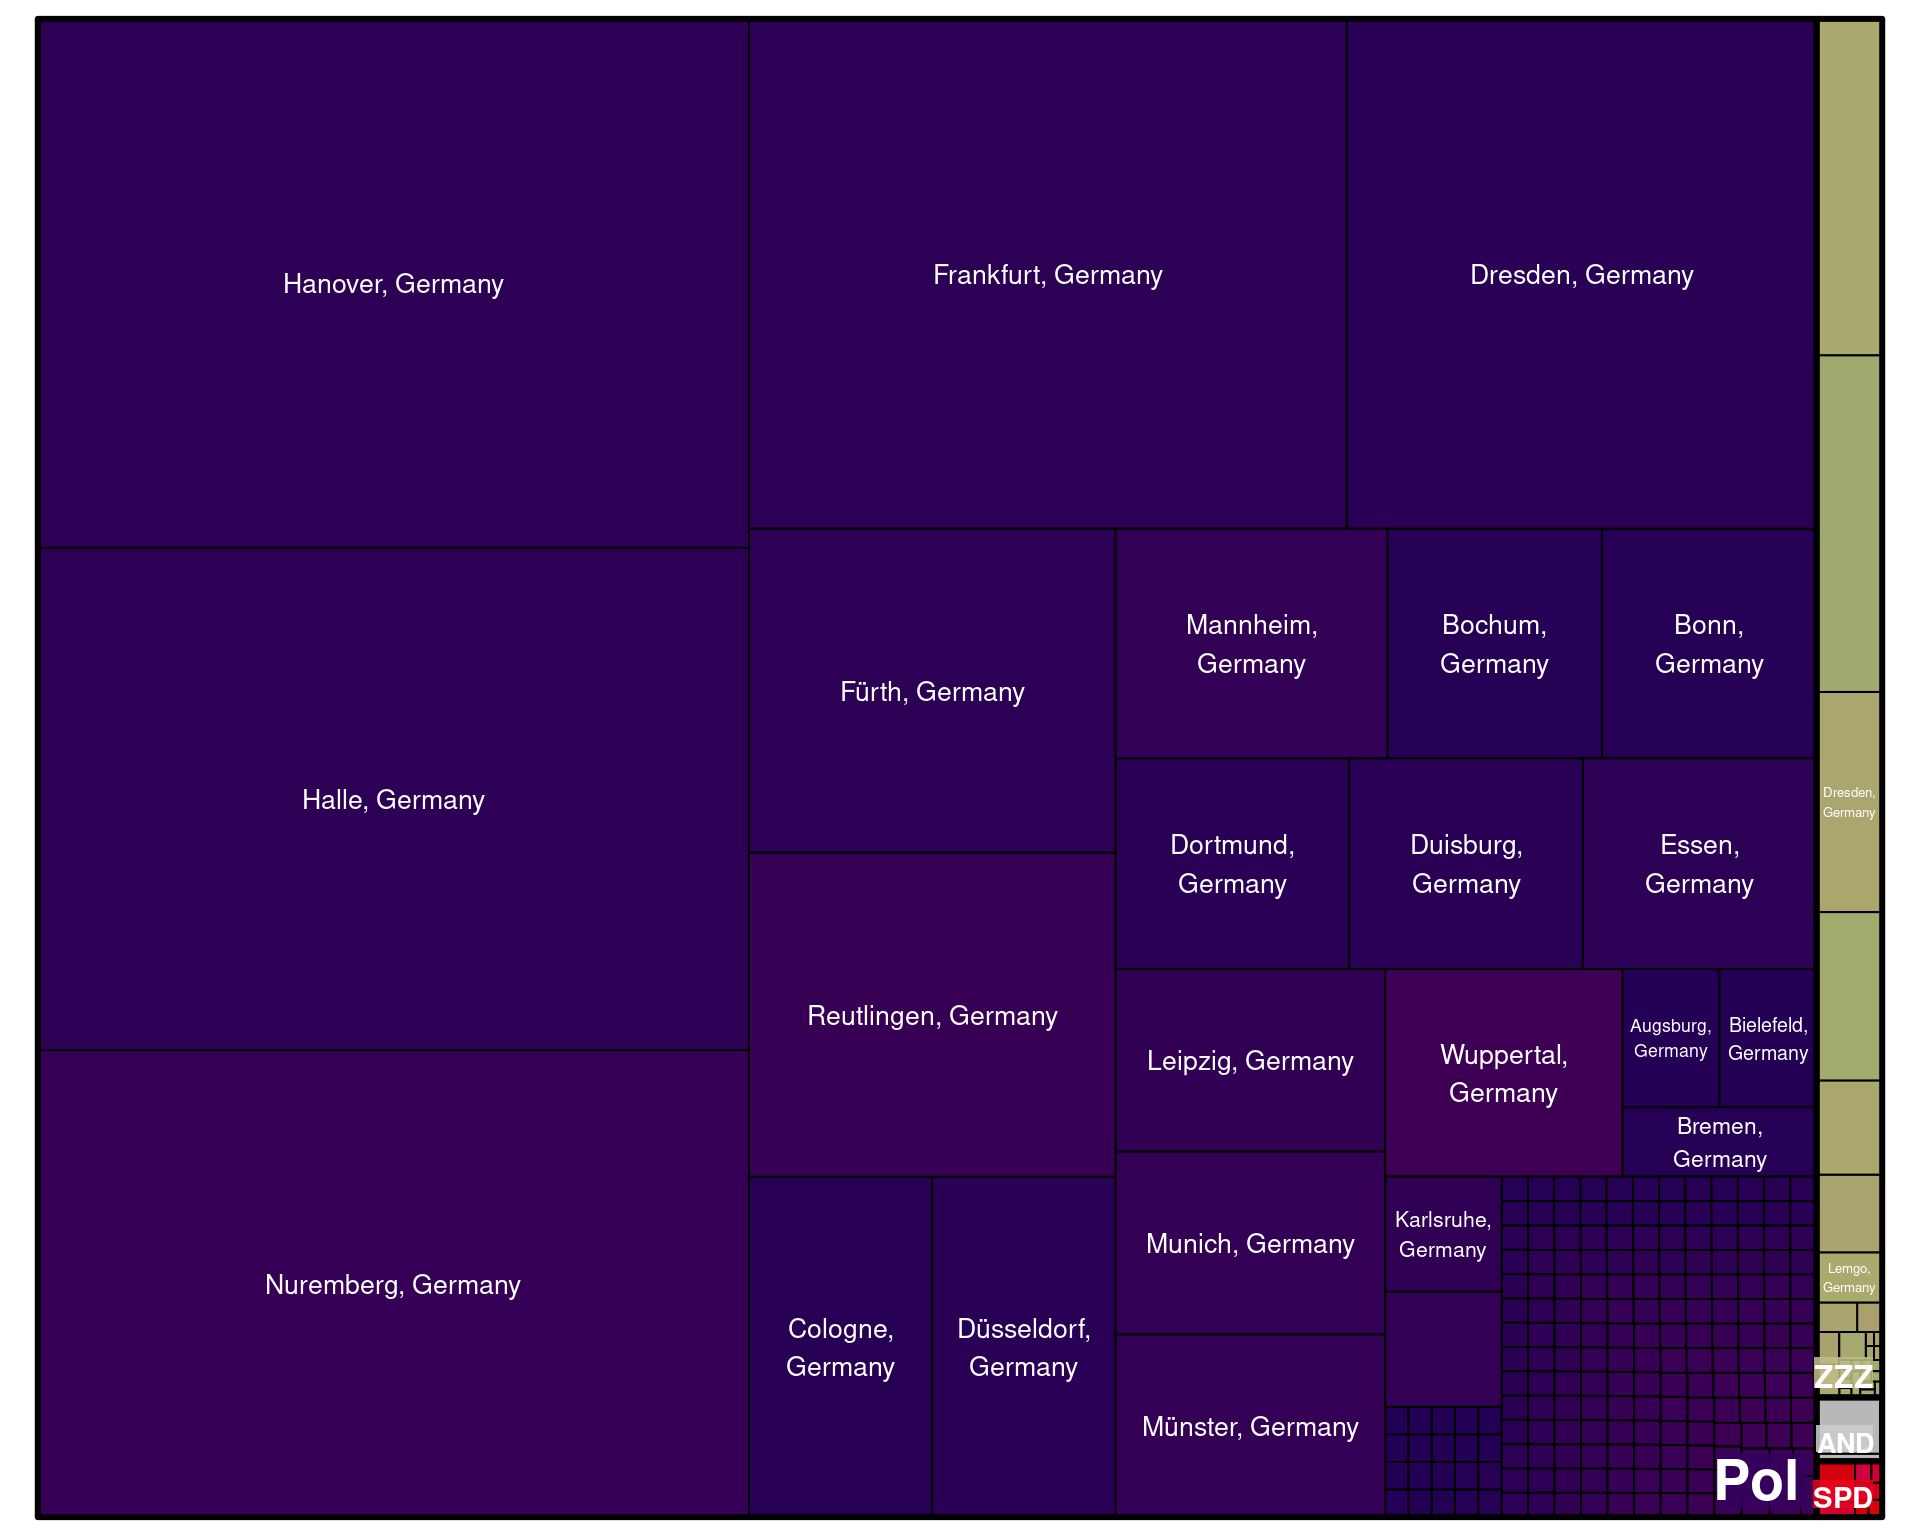 Hanover, Germany
Frankfurt, Germany
Dresden, Germany
Halle, Germany
Fürth, Germany
Mannheim,
Germany
Bochum,
Germany
Bonn,
Germany
Dortmund,
Germany
Duisburg,
Germany
Essen,
Germany
Dresden,
Germany
Reutlingen, Germany
Leipzig, Germany
Wuppertal,
Germany
Augsburg,
Germany
Bielefeld,
Germany
Bremen,
Germany
Nuremberg, Germany
Cologne,
Germany
Düsseldorf,
Germany
Munich, Germany
Karlsruhe,
Germany
Lemgo,
Germany
Münster, Germany
ZZZ
AND
Pol
SPD